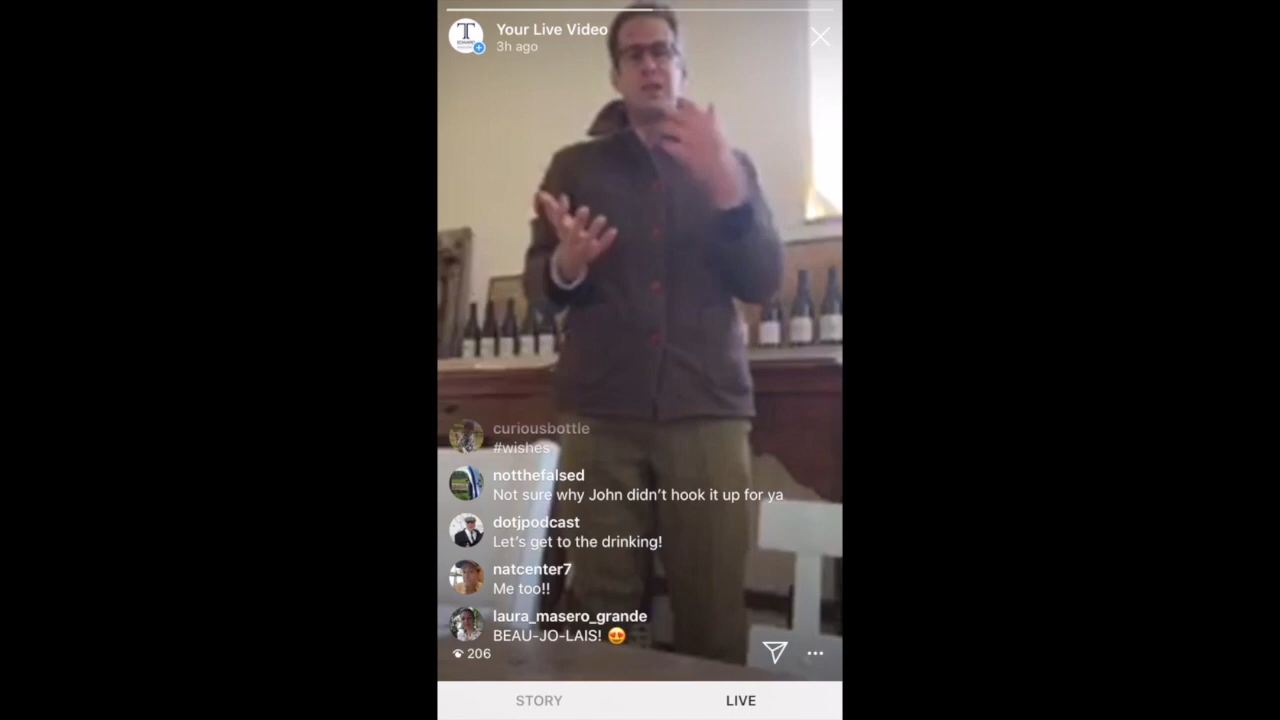 T
EDWARD
Your Live Video
3h ago
curiousbottle
#wishes
notthefalsed
Not sure why John didn't hook it up for ya
dotjpodcast
Let's get to the drinking!
natcenter7
Me too!!
laura_masero_grande
BEAU-JO-LAIS! 😍
206
STORY
LIVE